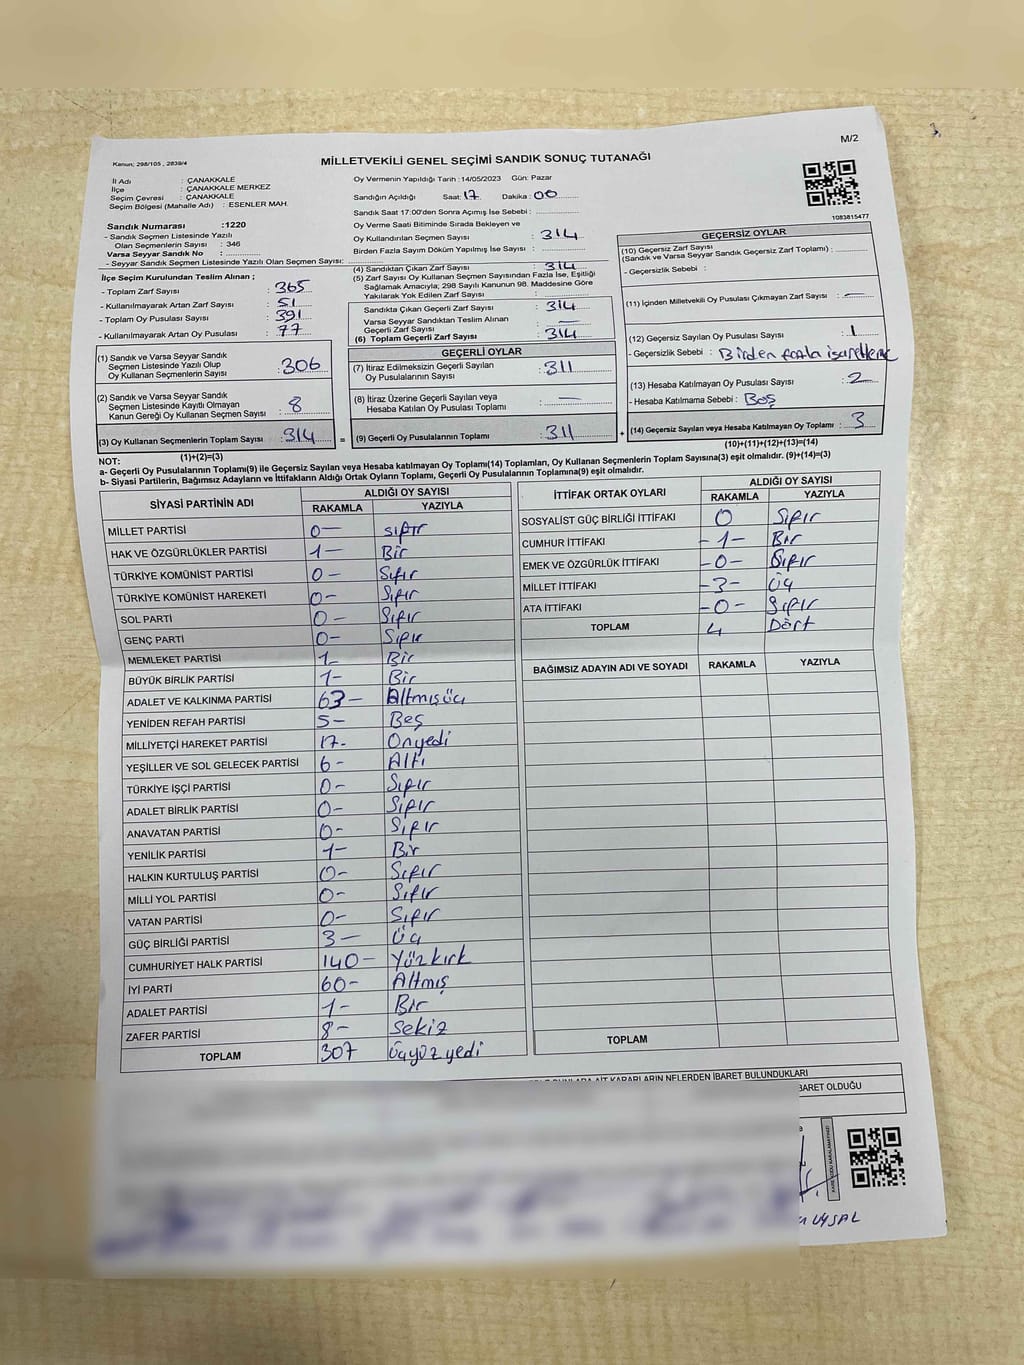 M/2
Kanun; 298/105 , 2839/4
MİLLETVEKİLİ GENEL SEÇİMİ SANDIK SONUÇ TUTANAĞI
İl Adı : ÇANAKKALE
İlçe : ÇANAKKALE MERKEZ
Seçim Çevresi : ÇANAKKALE
Seçim Bölgesi (Mahalle Adı) : ESENLER MAH.
Sandık Numarası :1220
- Sandık Seçmen Listesinde Yazılı
Olan Seçmenlerin Sayısı : 346
Varsa Seyyar Sandık No :
- Seyyar Sandık Seçmen Listesinde Yazılı Olan Seçmen Sayısı:
İlçe Seçim Kurulundan Teslim Alınan ;
- Toplam Zarf Sayısı : 365
- Kullanılmayarak Artan Zarf Sayısı : 51
- Toplam Oy Pusulası Sayısı : 391
- Kullanılmayarak Artan Oy Pusulası : 77
(1) Sandık ve Varsa Seyyar Sandık
Seçmen Listesinde Yazılı Olup
Oy Kullanan Seçmenlerin Sayısı : 306
(2) Sandık ve Varsa Seyyar Sandık
Seçmen Listesinde Kayıtlı Olmayan
Kanun Gereği Oy Kullanan Seçmen Sayısı : 8
(3) Oy Kullanan Seçmenlerin Toplam Sayısı : 314
(1)+(2)=(3)
Oy Vermenin Yapıldığı Tarih :14/05/2023 Gün: Pazar
Sandığın Açıldığı Saat: 17 Dakika : 00
Sandık Saat 17:00'den Sonra Açımış İse Sebebi :
Oy Verme Saati Bitiminde Sırada Bekleyen ve
Oy Kullandırılan Seçmen Sayısı : 314
Birden Fazla Sayım Döküm Yapılmış İse Sayısı :
(4) Sandıktan Çıkan Zarf Sayısı : 314
(5) Zarf Sayısı Oy Kullanan Seçmen Sayısından Fazla İse, Eşitliği
Sağlamak Amacıyla; 298 Sayılı Kanunun 98. Maddesine Göre
Yakılarak Yok Edilen Zarf Sayısı :
Sandıkta Çıkan Geçerli Zarf Sayısı : 314
Varsa Seyyar Sandıktan Teslim Alınan
Geçerli Zarf Sayısı : —
(6) Toplam Geçerli Zarf Sayısı : 314
GEÇERLİ OYLAR
(7) İtiraz Edilmeksizin Geçerli Sayılan
Oy Pusulalarının Sayısı : 311
(8) İtiraz Üzerine Geçerli Sayılan veya
Hesaba Katılan Oy Pusulası Toplamı : —
= (9) Geçerli Oy Pusulalarının Toplamı : 311
1083815477
GEÇERSİZ OYLAR
(10) Geçersiz Zarf Sayısı
(Sandık ve Varsa Seyyar Sandık Geçersiz Zarf Toplamı) :
- Geçersizlik Sebebi :
(11) İçinden Milletvekili Oy Pusulası Çıkmayan Zarf Sayısı : —
(12) Geçersiz Sayılan Oy Pusulası Sayısı : 1
- Geçersizlik Sebebi : Birden fazla işaretleme
(13) Hesaba Katılmayan Oy Pusulası Sayısı : 2
- Hesaba Katılmama Sebebi : Boş
+ (14) Geçersiz Sayılan veya Hesaba Katılmayan Oy Toplamı : 3
(10)+(11)+(12)+(13)=(14)
NOT:
a- Geçerli Oy Pusulalarının Toplamı(9) ile Geçersiz Sayılan veya Hesaba katılmayan Oy Toplamı(14) Toplamları, Oy Kullanan Seçmenlerin Toplam Sayısına(3) eşit olmalıdır. (9)+(14)=(3)
b- Siyasi Partilerin, Bağımsız Adayların ve İttifakların Aldığı Ortak Oyların Toplamı, Geçerli Oy Pusulalarının Toplamına(9) eşit olmalıdır.
SİYASİ PARTİNİN ADI ALDIĞI OY SAYISI
RAKAMLA YAZIYLA
MİLLET PARTİSİ 0— sıfır
HAK VE ÖZGÜRLÜKLER PARTİSİ 1— Bir
TÜRKİYE KOMÜNİST PARTİSİ 0— Sıfır
TÜRKİYE KOMÜNİST HAREKETİ 0— Sıfır
SOL PARTİ 0— Sıfır
GENÇ PARTİ 0— Sıfır
MEMLEKET PARTİSİ 1— Bir
BÜYÜK BİRLİK PARTİSİ 1— Bir
ADALET VE KALKINMA PARTİSİ 63— Altmışüç
YENİDEN REFAH PARTİSİ 5— Beş
MİLLİYETÇİ HAREKET PARTİSİ 17- Onyedi
YEŞİLLER VE SOL GELECEK PARTİSİ 6- Altı
TÜRKİYE İŞÇİ PARTİSİ 0— Sıfır
ADALET BİRLİK PARTİSİ 0- Sıfır
ANAVATAN PARTİSİ 0- Sıfır
YENİLİK PARTİSİ 1- Bir
HALKIN KURTULUŞ PARTİSİ 0- Sıfır
MİLLİ YOL PARTİSİ 0- Sıfır
VATAN PARTİSİ 0- Sıfır
GÜÇ BİRLİĞİ PARTİSİ 3— Üç
CUMHURİYET HALK PARTİSİ 140— Yüzkırk
İYİ PARTİ 60— Altmış
ADALET PARTİSİ 1- Bir
ZAFER PARTİSİ 8- Sekiz
TOPLAM 307 Üçyüzyedi
İTTİFAK ORTAK OYLARI ALDIĞI OY SAYISI
RAKAMLA YAZIYLA
SOSYALİST GÜÇ BİRLİĞİ İTTİFAKI 0 Sıfır
CUMHUR İTTİFAKI -1- Bir
EMEK VE ÖZGÜRLÜK İTTİFAKI -0- Sıfır
MİLLET İTTİFAKI -3- Üç
ATA İTTİFAKI -0- Sıfır
TOPLAM 4 Dört
BAĞIMSIZ ADAYIN ADI VE SOYADI RAKAMLA YAZIYLA
TOPLAM
KARARLARIN NELERDEN İBARET BULUNDUKLARI
BARET OLDUĞU
UYSAL